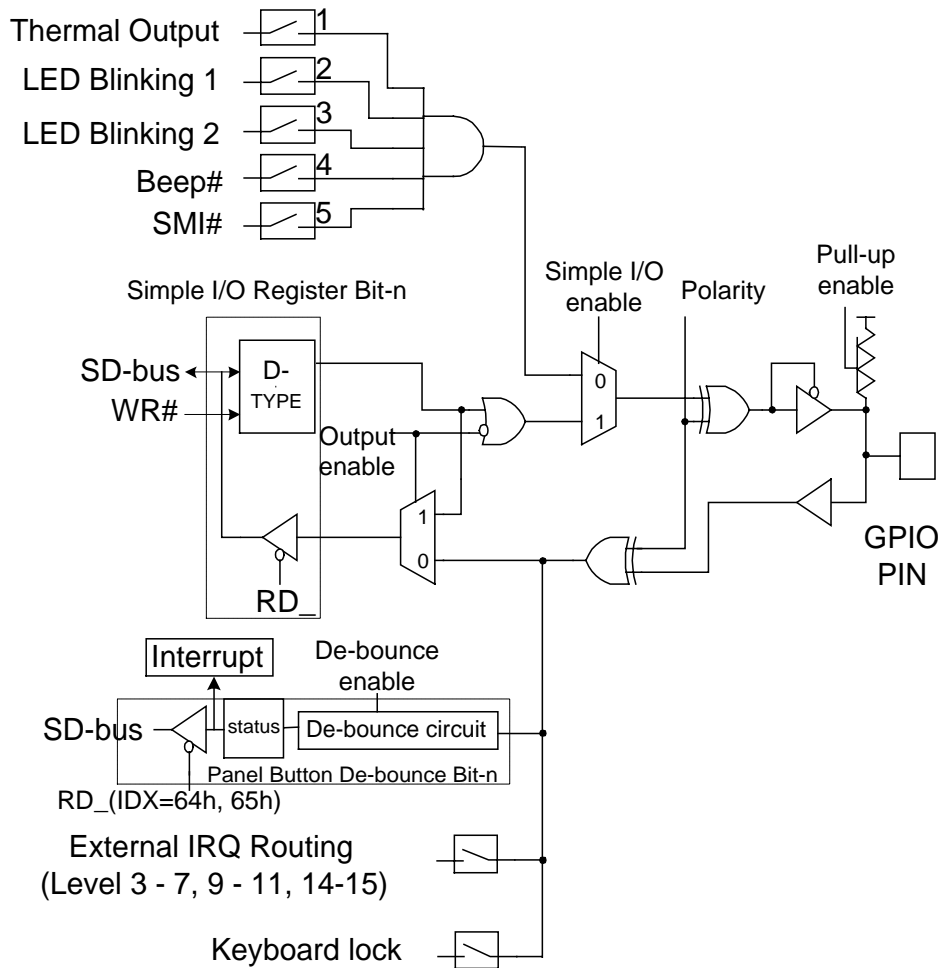 Thermal Output
1
LED Blinking 1
2
LED Blinking 2
3
Beep#
4
SMI#
5
Simple I/O Register Bit-n
Simple I/O
enable
Polarity
Pull-up
enable
SD-bus
WR#
D-
TYPE
0
1
Output
enable
1
0
RD_
GPIO
PIN
Interrupt
De-bounce
enable
SD-bus
status
De-bounce circuit
Panel Button De-bounce Bit-n
RD_(IDX=64h, 65h)
External IRQ Routing
(Level 3 - 7, 9 - 11, 14-15)
Keyboard lock